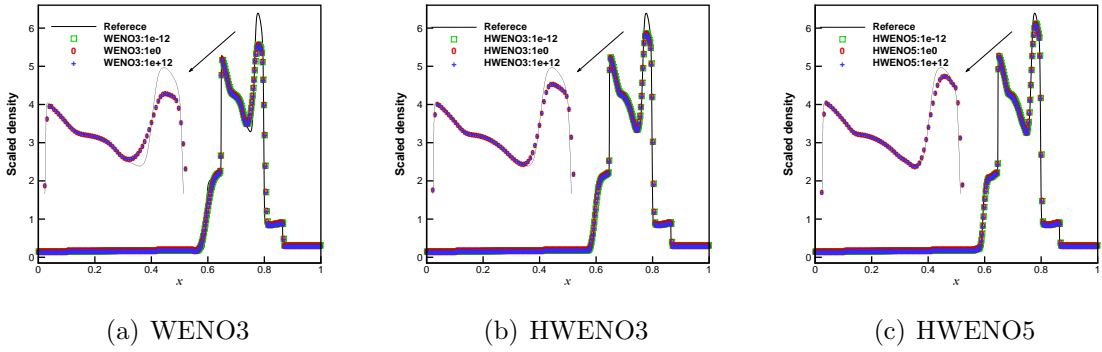 Scaled density
6
5
4
3
2
1
0
0
0.2
0.4
0.6
0.8
1
x
Referece
WENO3:1e-12
WENO3:1e0
WENO3:1e+12
(a) WENO3
Scaled density
6
5
4
3
2
1
0
0
0.2
0.4
0.6
0.8
1
x
Referece
HWENO3:1e-12
HWENO3:1e0
HWENO3:1e+12
(b) HWENO3
Scaled density
6
5
4
3
2
1
0
0
0.2
0.4
0.6
0.8
1
x
Referece
HWENO5:1e-12
HWENO5:1e0
HWENO5:1e+12
(c) HWENO5